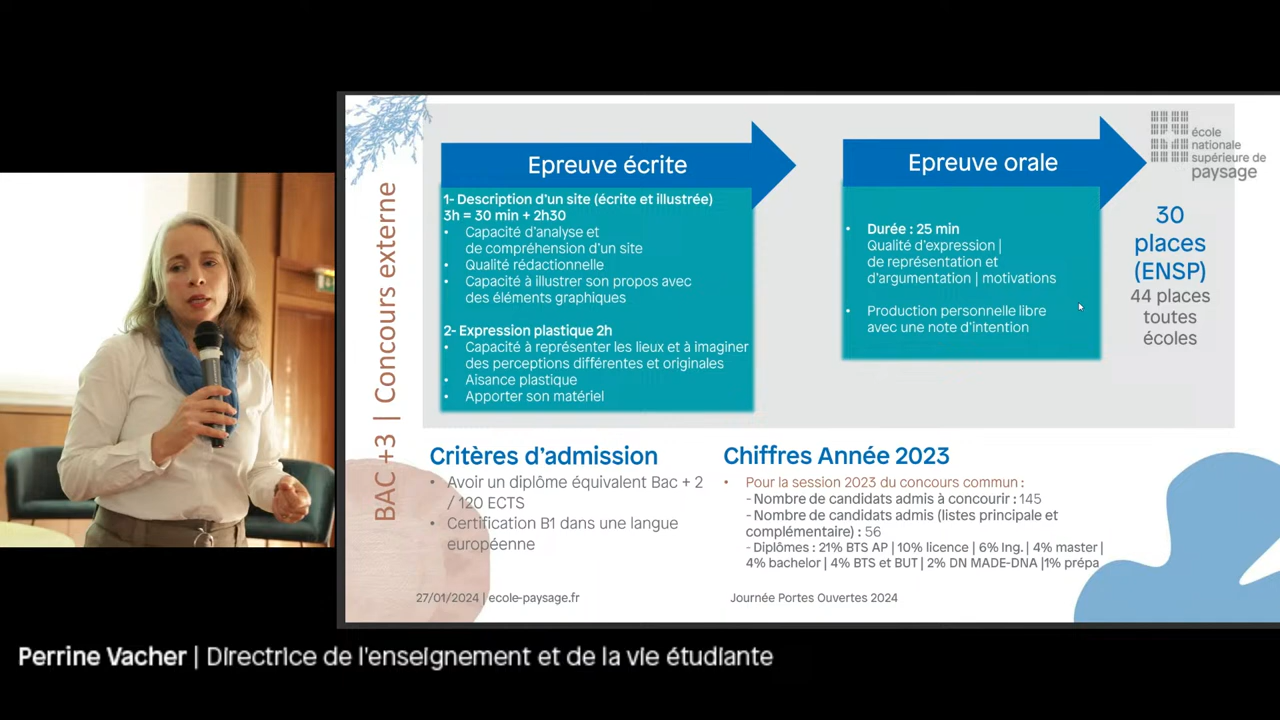 BAC +3 | Concours externe
Epreuve écrite
1- Description d'un site (écrite et illustrée)
3h = 30 min + 2h30
• Capacité d'analyse et
de compréhension d'un site
• Qualité rédactionnelle
• Capacité à illustrer son propos avec
des éléments graphiques
2- Expression plastique 2h
• Capacité à représenter les lieux et à imaginer
des perceptions différentes et originales
• Aisance plastique
• Apporter son matériel
Epreuve orale
• Durée : 25 min
Qualité d'expression |
de représentation et
d'argumentation | motivations
• Production personnelle libre
avec une note d'intention
école
nationale
supérieure de
paysage
30
places
(ENSP)
44 places
toutes
écoles
Critères d'admission
• Avoir un diplôme équivalent Bac + 2
/ 120 ECTS
• Certification B1 dans une langue
européenne
Chiffres Année 2023
• Pour la session 2023 du concours commun :
- Nombre de candidats admis à concourir : 145
- Nombre de candidats admis (listes principale et
complémentaire) : 56
- Diplômes : 21% BTS AP | 10% licence | 6% Ing. | 4% master |
4% bachelor | 4% BTS et BUT | 2% DN MADE-DNA |1% prépa
27/01/2024 | ecole-paysage.fr
Journée Portes Ouvertes 2024
Perrine Vacher | Directrice de l'enseignement et de la vie étudiante